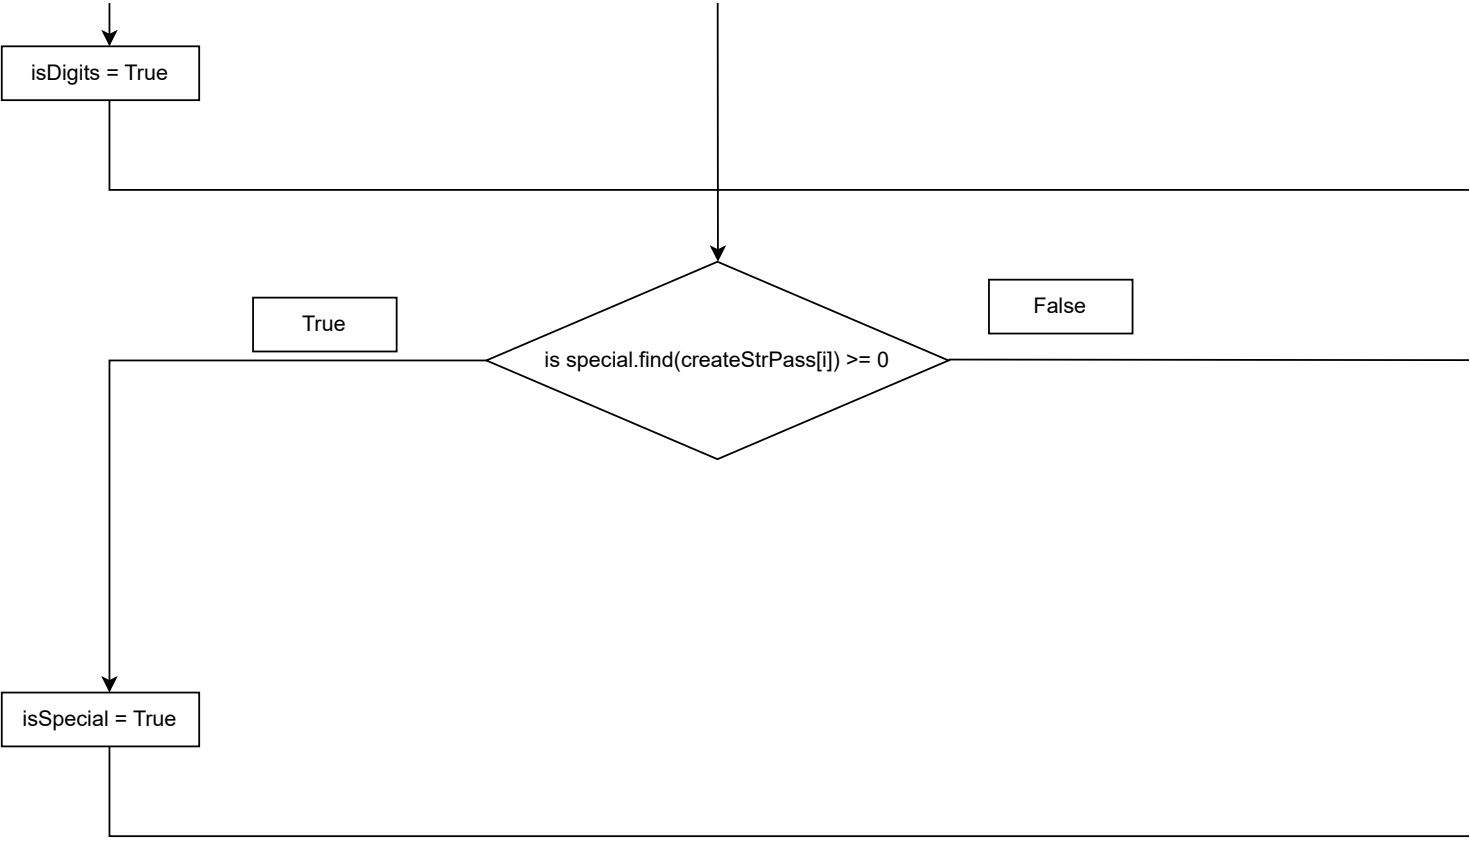 isDigits = True
True
False
is special.find(createStrPass[i]) >= 0
isSpecial = True